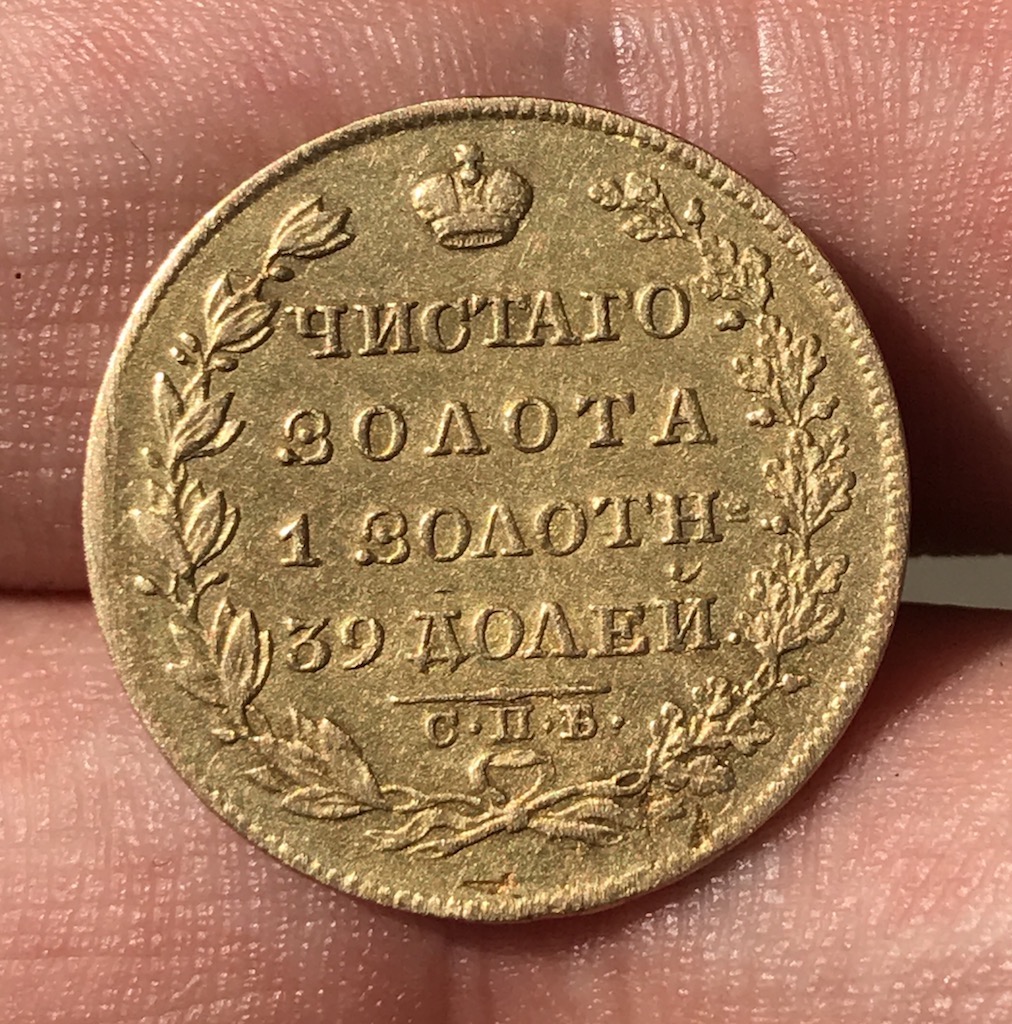 ЧИСТАГО
ЗОЛОТА
1 ЗОЛОТН.
39 ДОЛЕЙ.
С·П·Б·